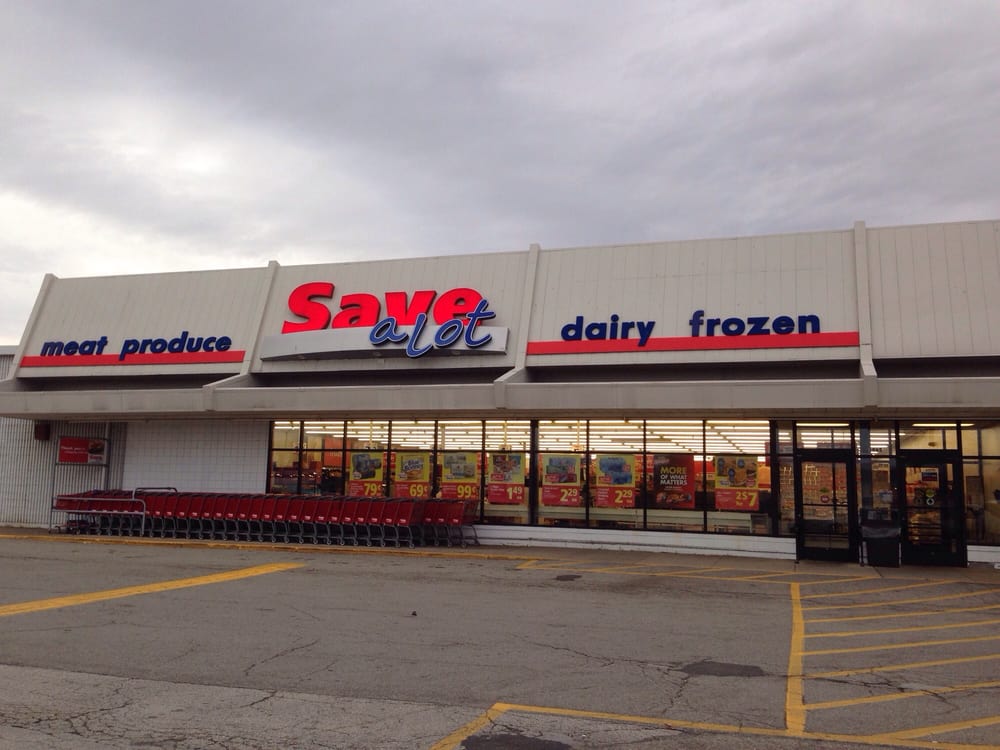 Save
a Lot
meat produce
dairy frozen
79¢
69¢
99¢
1 49
2 29
2 29
MORE
OF WHAT
MATTERS
2$7